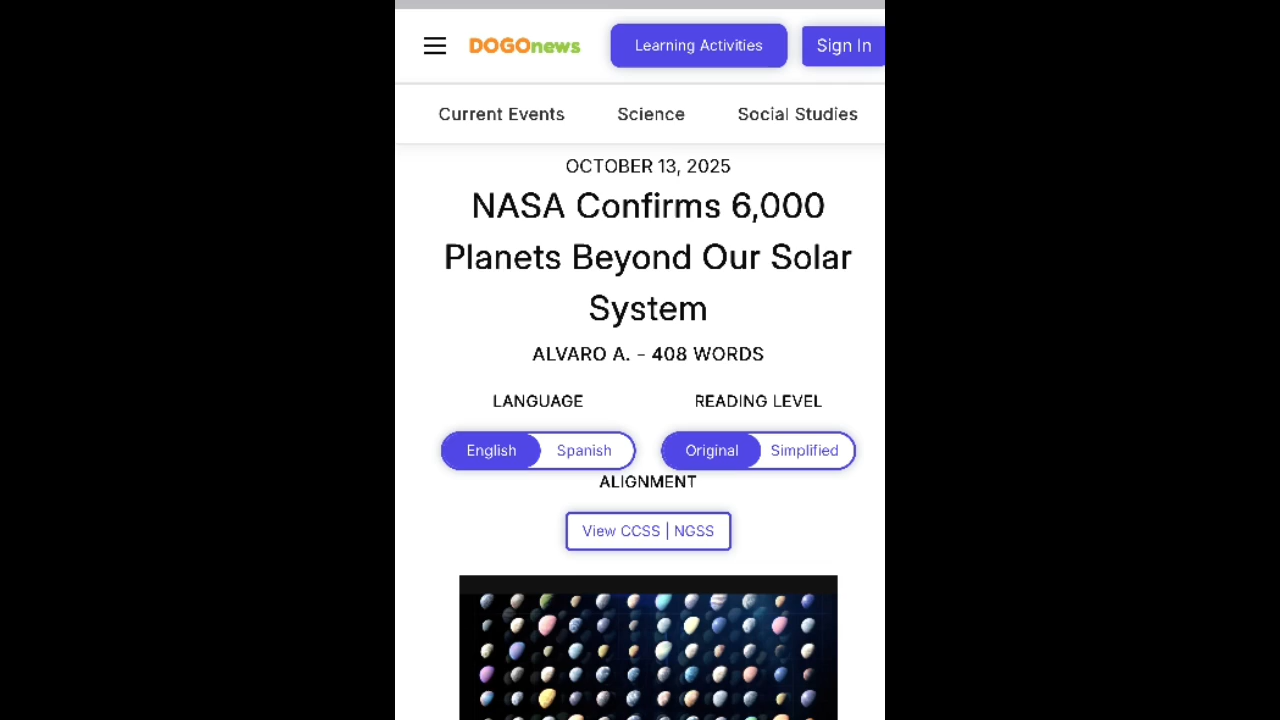 DOGOnews
Learning Activities
Sign In
Current Events
Science
Social Studies
OCTOBER 13, 2025
NASA Confirms 6,000
Planets Beyond Our Solar
System
ALVARO A. - 408 WORDS
LANGUAGE
READING LEVEL
English
Spanish
Original
Simplified
ALIGNMENT
View CCSS | NGSS